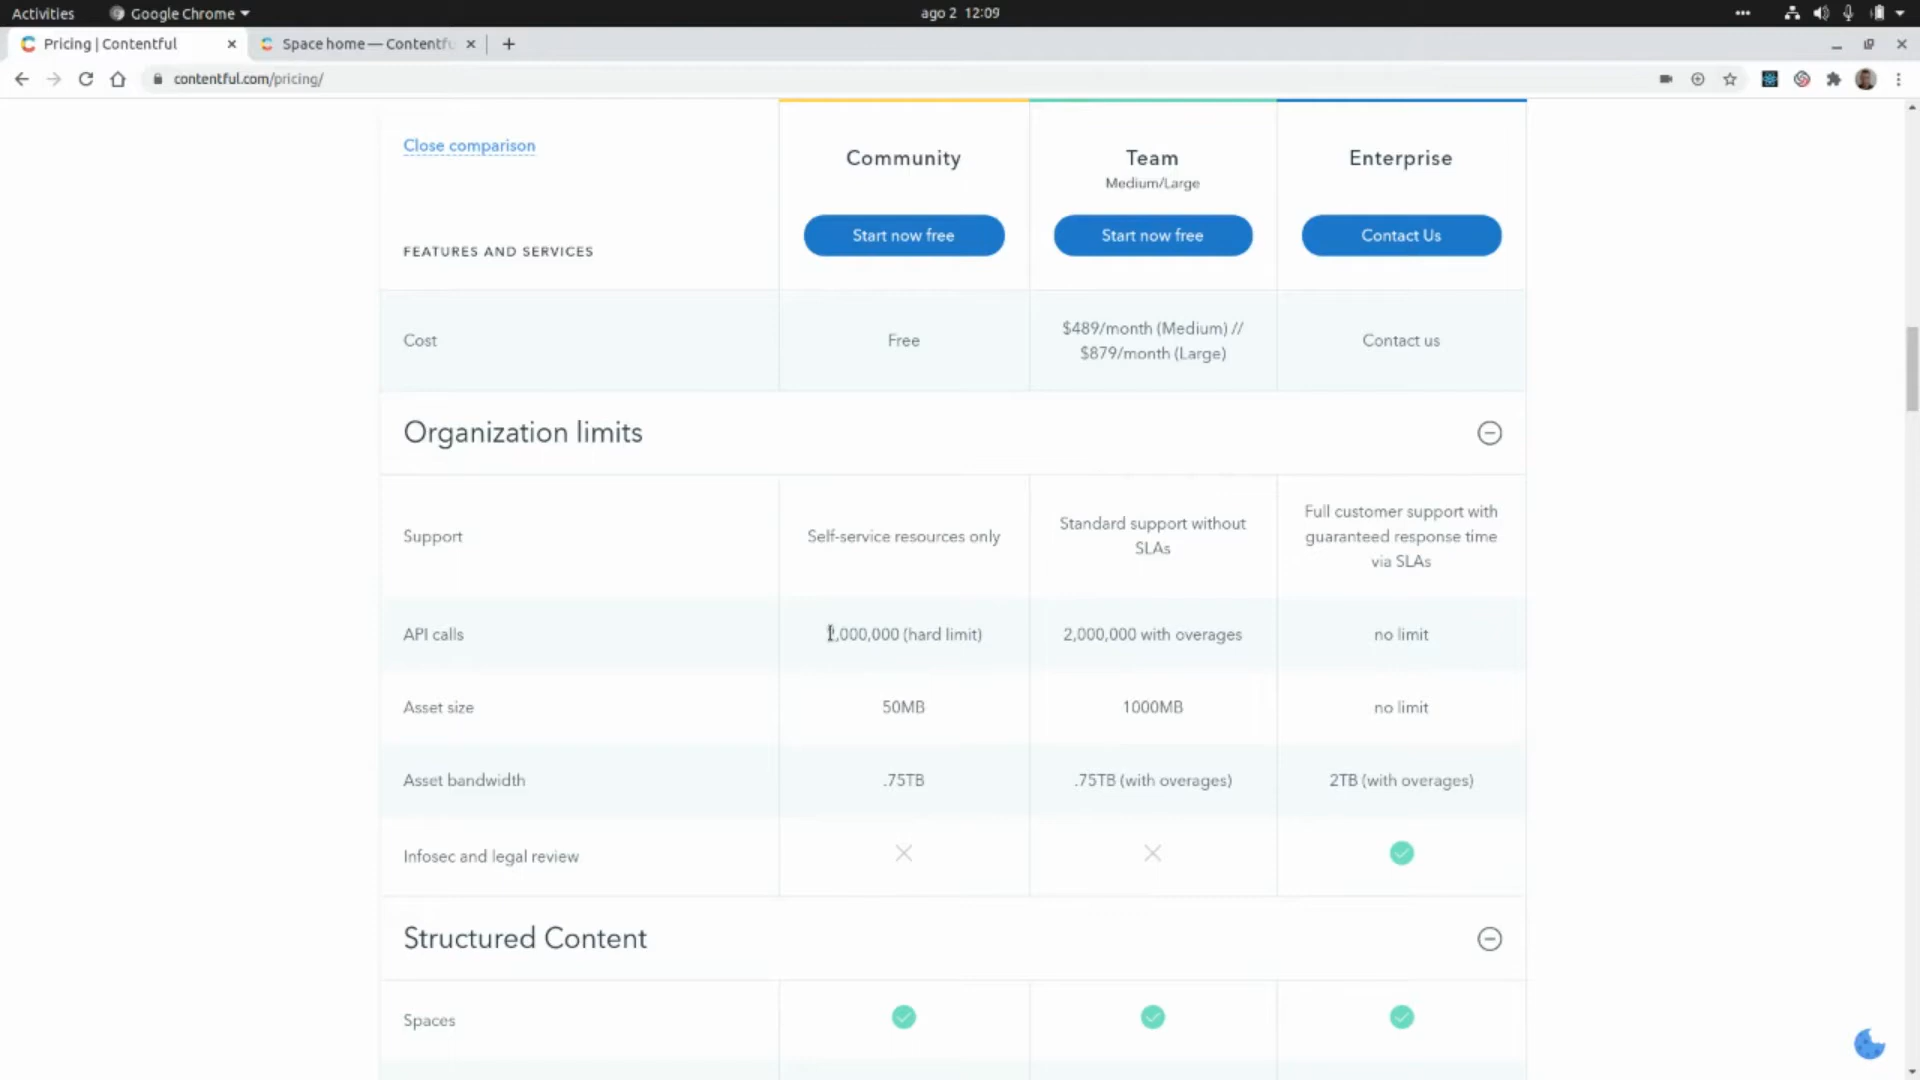 Activities
Google Chrome
ago 2 12:09
Pricing | Contentful
Space home — Contentfu
contentful.com/pricing/
Close comparison
FEATURES AND SERVICES
Community
Start now free
Team
Medium/Large
Start now free
Enterprise
Contact Us
Cost
Free
$489/month (Medium) //
$879/month (Large)
Contact us
Organization limits
Support
Self-service resources only
Standard support without
SLAs
Full customer support with
guaranteed response time
via SLAs
API calls
,000,000 (hard limit)
2,000,000 with overages
no limit
Asset size
50MB
1000MB
no limit
Asset bandwidth
.75TB
.75TB (with overages)
2TB (with overages)
Infosec and legal review
Structured Content
Spaces